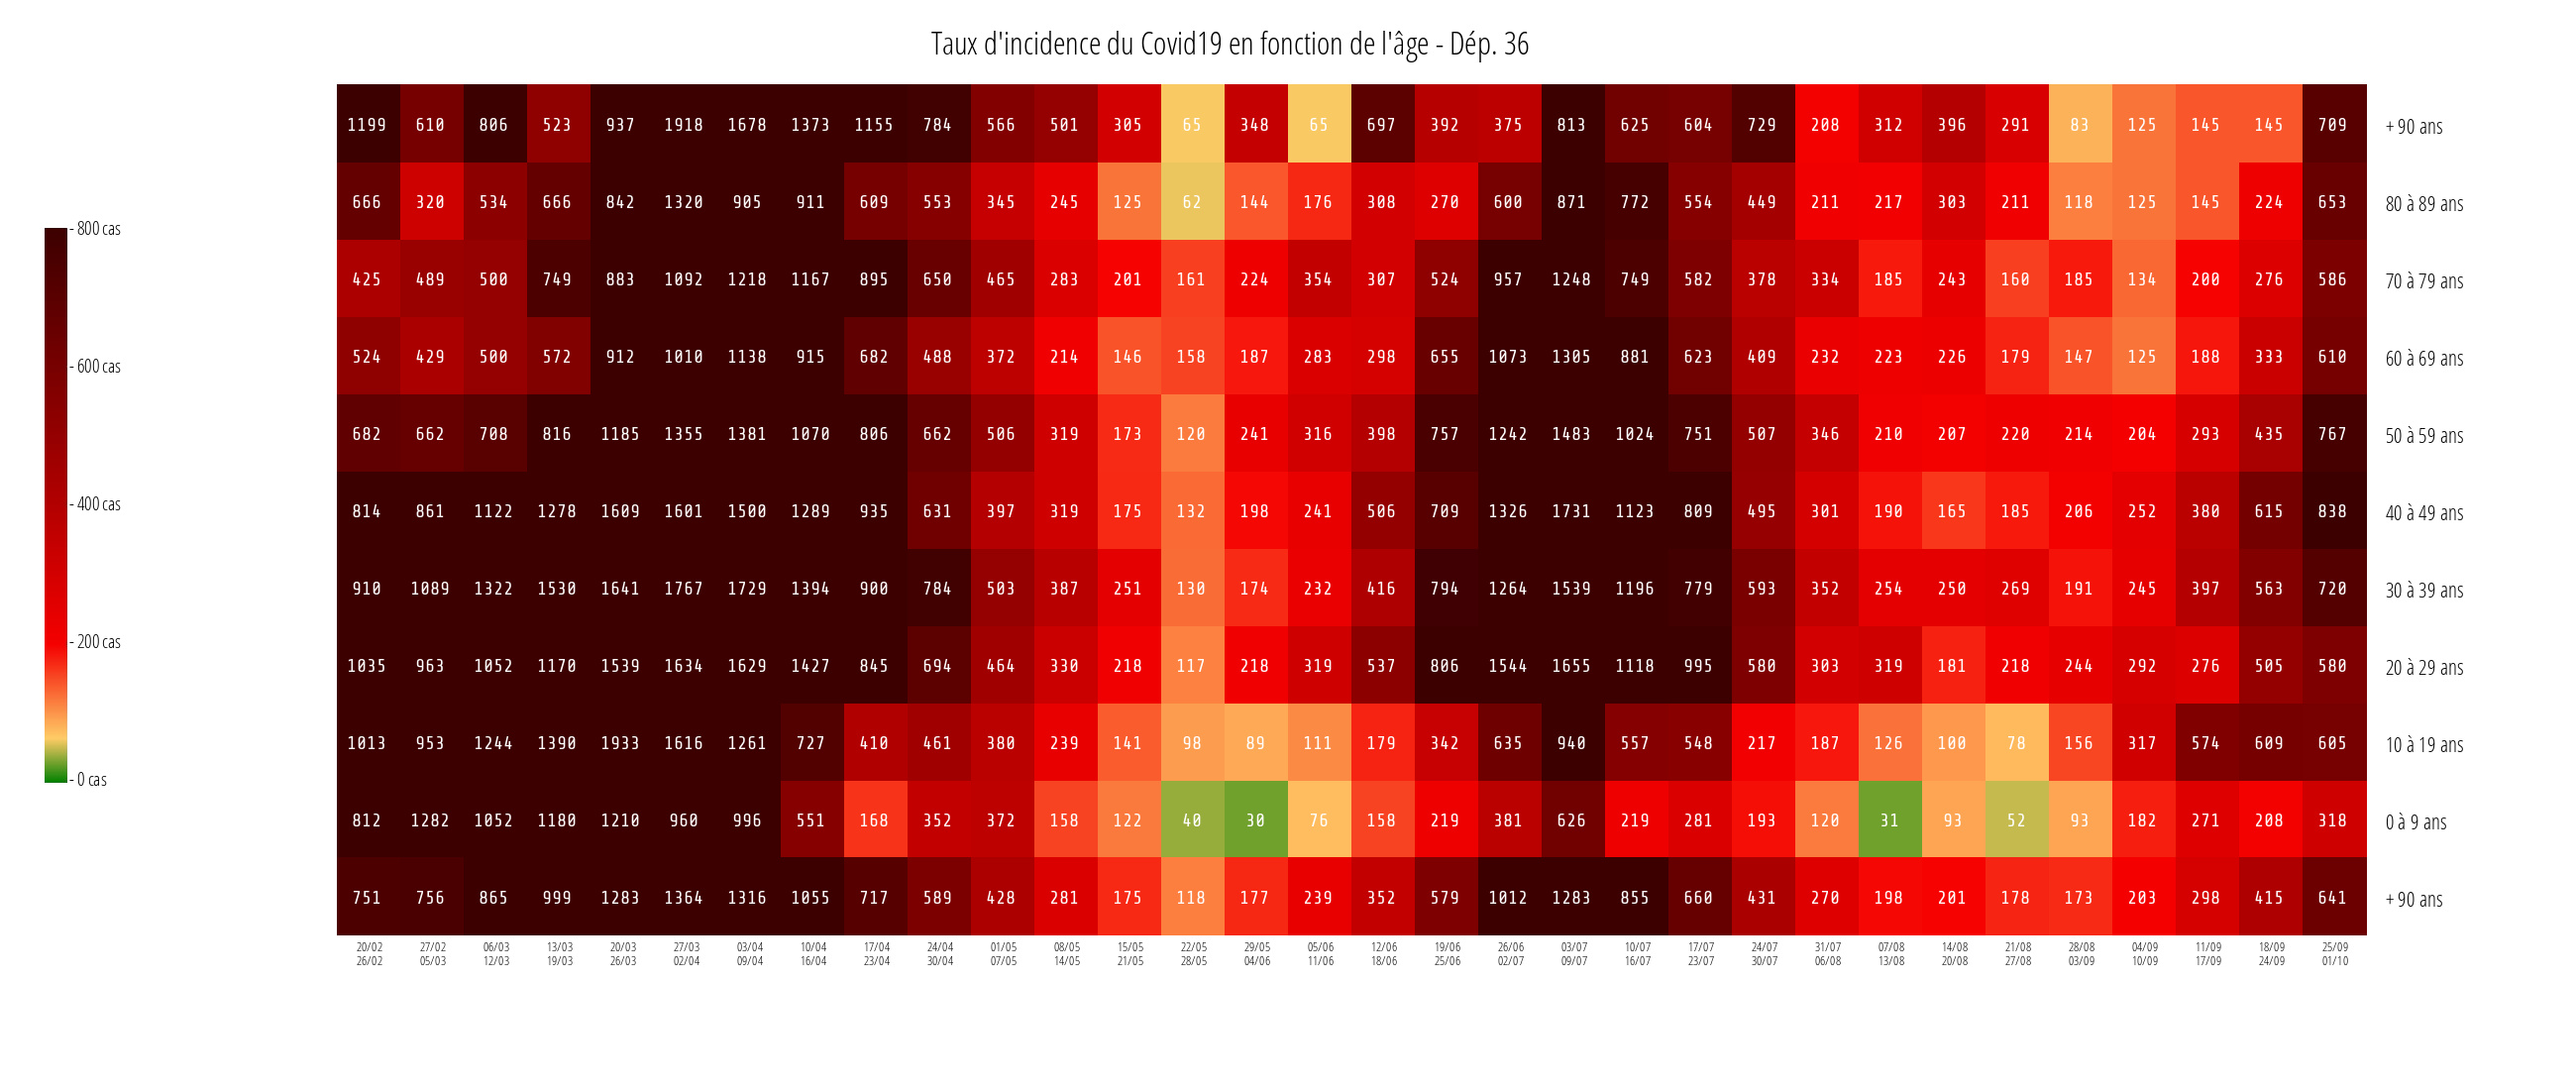 Taux d'incidence du Covid19 en fonction de l'âge - Dép. 36
- 800 cas
- 600 cas
- 400 cas
- 200 cas
- 0 cas
1199 610 806 523 937 1918 1678 1373 1155 784 566 501 305 65 348 65 697 392 375 813 625 604 729 208 312 396 291 83 125 145 145 709 + 90 ans
666 320 534 666 842 1320 905 911 609 553 345 245 125 62 144 176 308 270 600 871 772 554 449 211 217 303 211 118 125 145 224 653 80 à 89 ans
425 489 500 749 883 1092 1218 1167 895 650 465 283 201 161 224 354 307 524 957 1248 749 582 378 334 185 243 160 185 134 200 276 586 70 à 79 ans
524 429 500 572 912 1010 1138 915 682 488 372 214 146 158 187 283 298 655 1073 1305 881 623 409 232 223 226 179 147 125 188 333 610 60 à 69 ans
682 662 708 816 1185 1355 1381 1070 806 662 506 319 173 120 241 316 398 757 1242 1483 1024 751 507 346 210 207 220 214 204 293 435 767 50 à 59 ans
814 861 1122 1278 1609 1601 1500 1289 935 631 397 319 175 132 198 241 506 709 1326 1731 1123 809 495 301 190 165 185 206 252 380 615 838 40 à 49 ans
910 1089 1322 1530 1641 1767 1729 1394 900 784 503 387 251 130 174 232 416 794 1264 1539 1196 779 593 352 254 250 269 191 245 397 563 720 30 à 39 ans
1035 963 1052 1170 1539 1634 1629 1427 845 694 464 330 218 117 218 319 537 806 1544 1655 1118 995 580 303 319 181 218 244 292 276 505 580 20 à 29 ans
1013 953 1244 1390 1933 1616 1261 727 410 461 380 239 141 98 89 111 179 342 635 940 557 548 217 187 126 100 78 156 317 574 609 605 10 à 19 ans
812 1282 1052 1180 1210 960 996 551 168 352 372 158 122 40 30 76 158 219 381 626 219 281 193 120 31 93 52 93 182 271 208 318 0 à 9 ans
751 756 865 999 1283 1364 1316 1055 717 589 428 281 175 118 177 239 352 579 1012 1283 855 660 431 270 198 201 178 173 203 298 415 641 + 90 ans
20/02 27/02 06/03 13/03 20/03 27/03 03/04 10/04 17/04 24/04 01/05 08/05 15/05 22/05 29/05 05/06 12/06 19/06 26/06 03/07 10/07 17/07 24/07 31/07 07/08 14/08 21/08 28/08 04/09 11/09 18/09 25/09
26/02 05/03 12/03 19/03 26/03 02/04 09/04 16/04 23/04 30/04 07/05 14/05 21/05 28/05 04/06 11/06 18/06 25/06 02/07 09/07 16/07 23/07 30/07 06/08 13/08 20/08 27/08 03/09 10/09 17/09 24/09 01/10